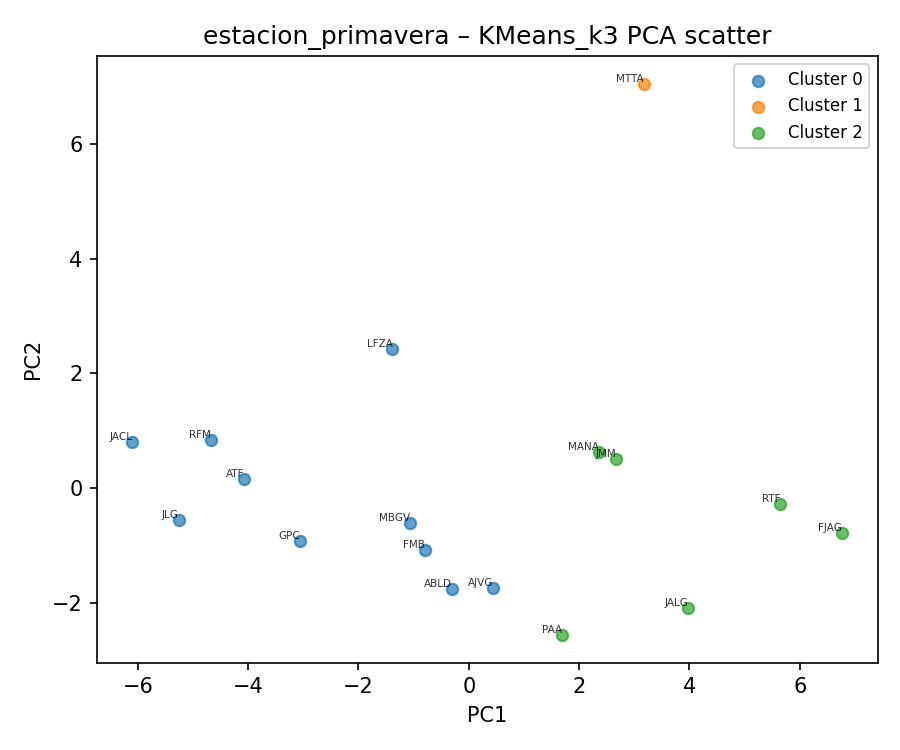 estacion_primavera – KMeans_k3 PCA scatter
Cluster 0
Cluster 1
Cluster 2
MTTA
LFZA
JACL
RFM
ATF
JLG
GPC
MBGV
FMB
ABLD
AJVG
MANA
JMM
RTF
FJAG
JALG
PAA
6
4
2
0
−2
PC2
−6
−4
−2
0
2
4
6
PC1